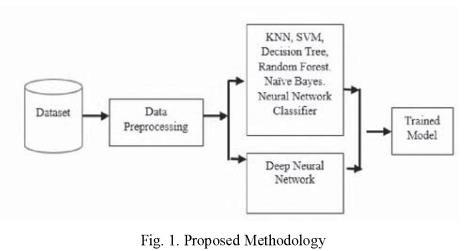 Dataset
Data
Preprocessing
KNN, SVM,
Decision Tree,
Random Forest.
Naïve Bayes.
Neural Network
Classifier
Deep Neural
Network
Trained
Model
Fig. 1. Proposed Methodology